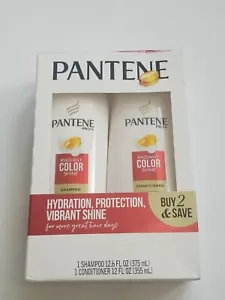 PANTENE
PANTENE
PRO-V
RADIANT
COLOR
SHINE
SHAMPOO
PANTENE
PRO-V
RADIANT
COLOR
SHINE
CONDITIONER
HYDRATION, PROTECTION,
VIBRANT SHINE
for more great hair days
BUY 2
& SAVE
1 SHAMPOO 12.6 FL OZ (375 mL)
1 CONDITIONER 12 FL OZ (355 mL)